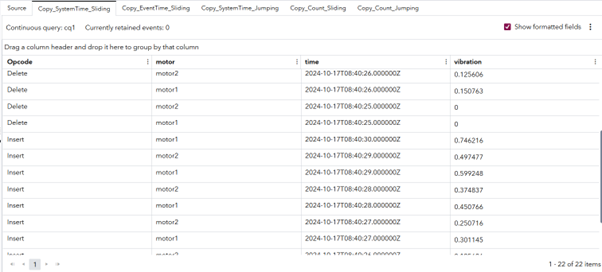 Source Copy_SystemTime_Sliding Copy_EventTime_Sliding Copy_SystemTime_Jumping Copy_Count_Sliding Copy_Count_Jumping
Continuous query: cq1 Currently retained events: 0 Show formatted fields
Drag a column header and drop it here to group by that column
Opcode motor time vibration
Delete motor2 2024-10-17T08:40:26.000000Z 0.125606
Delete motor1 2024-10-17T08:40:26.000000Z 0.150763
Delete motor2 2024-10-17T08:40:25.000000Z 0
Delete motor1 2024-10-17T08:40:25.000000Z 0
Insert motor1 2024-10-17T08:40:30.000000Z 0.746216
Insert motor2 2024-10-17T08:40:29.000000Z 0.497477
Insert motor1 2024-10-17T08:40:29.000000Z 0.599248
Insert motor2 2024-10-17T08:40:28.000000Z 0.374837
Insert motor1 2024-10-17T08:40:28.000000Z 0.450766
Insert motor2 2024-10-17T08:40:27.000000Z 0.250716
Insert motor1 2024-10-17T08:40:27.000000Z 0.301145
1 1 - 22 of 22 items